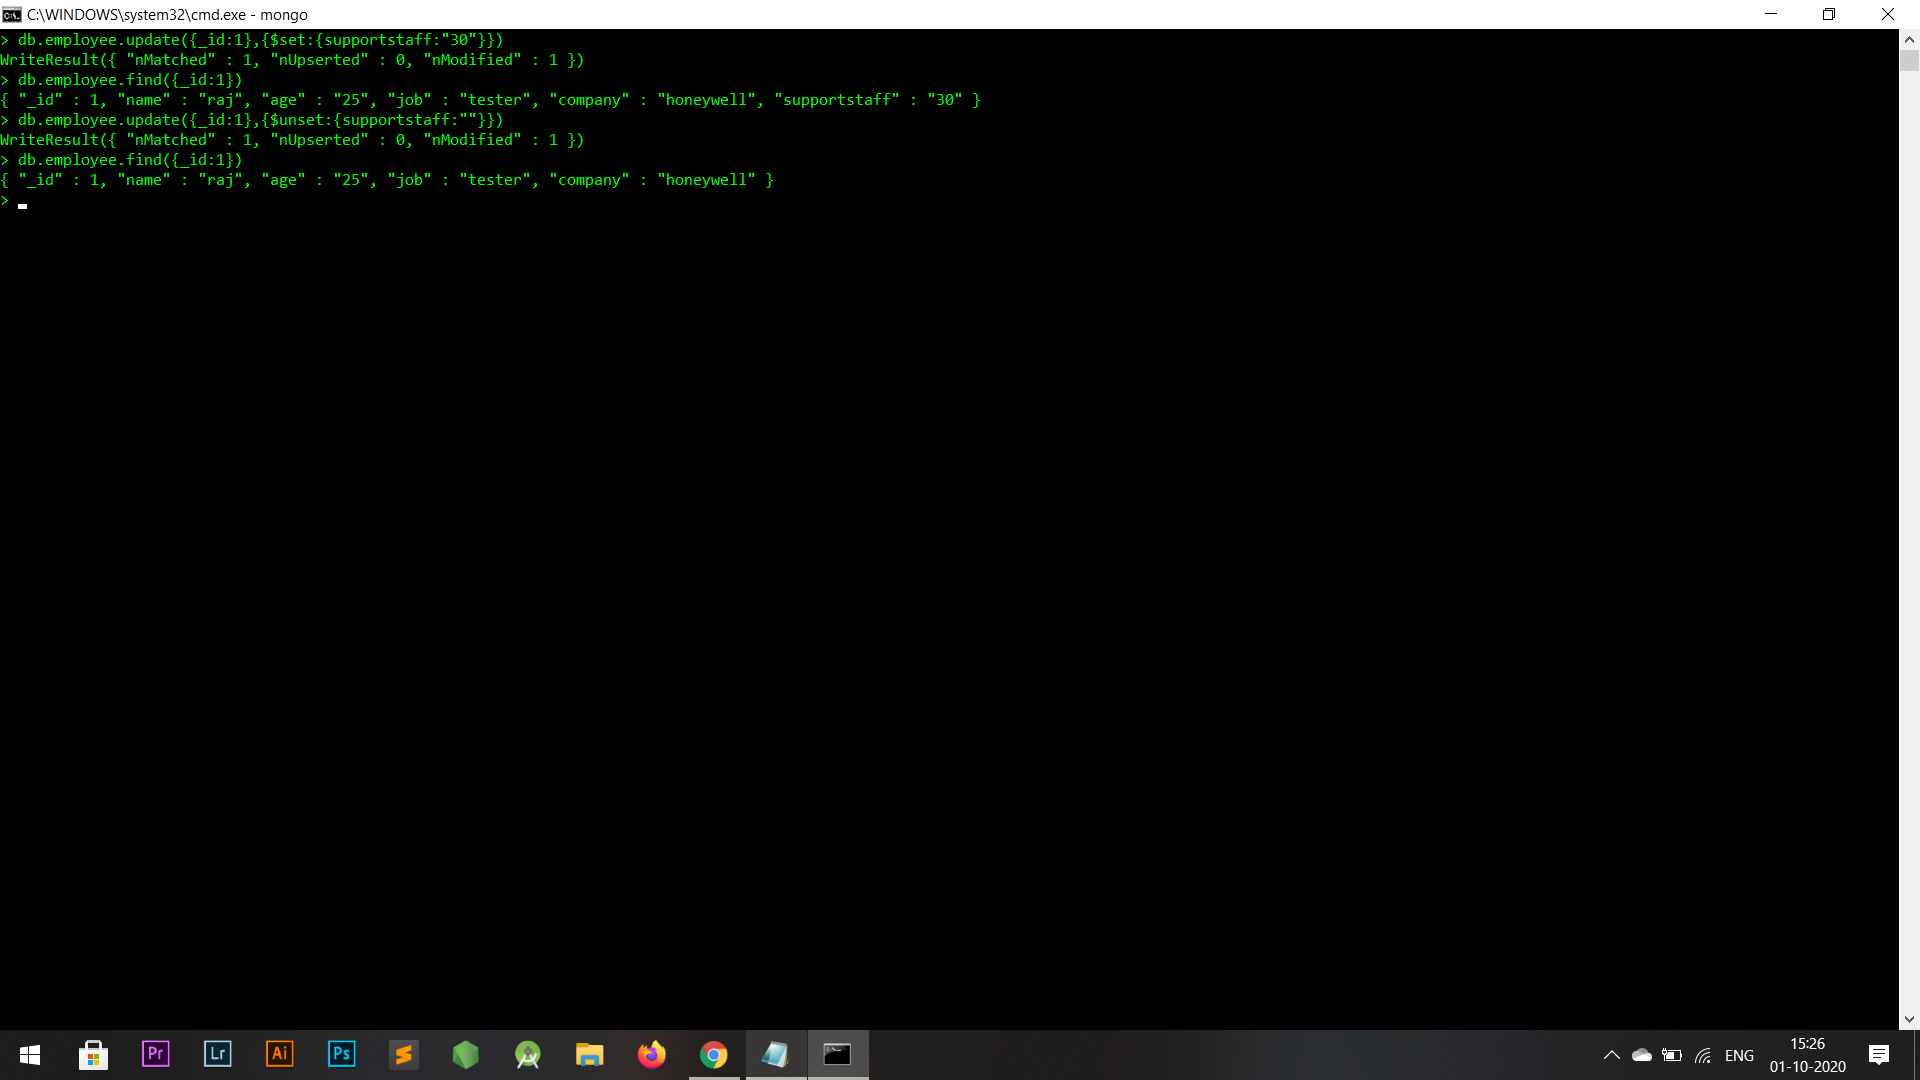 C:\WINDOWS\system32\cmd.exe - mongo
> db.employee.update({_id:1},{$set:{supportstaff:"30"}})
WriteResult({ "nMatched" : 1, "nUpserted" : 0, "nModified" : 1 })
> db.employee.find({_id:1})
{ "_id" : 1, "name" : "raj", "age" : "25", "job" : "tester", "company" : "honeywell", "supportstaff" : "30" }
> db.employee.update({_id:1},{$unset:{supportstaff:""}})
WriteResult({ "nMatched" : 1, "nUpserted" : 0, "nModified" : 1 })
> db.employee.find({_id:1})
{ "_id" : 1, "name" : "raj", "age" : "25", "job" : "tester", "company" : "honeywell" }
>
Pr Lr Ai Ps ENG
15:26
01-10-2020